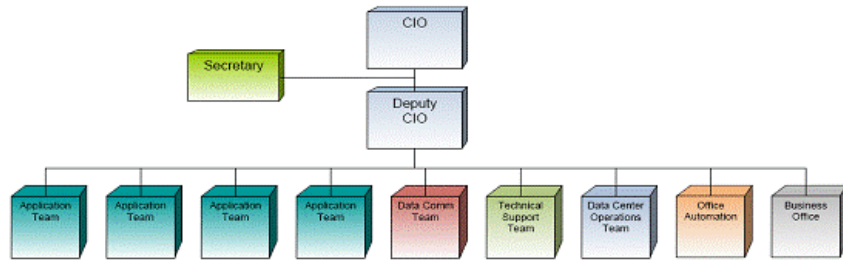 CIO
Secretary
Deputy
CIO
Application
Team
Application
Team
Application
Team
Application
Team
Data Comm
Team
Technical
Support
Team
Data Center
Operations
Team
Office
Automation
Business
Office